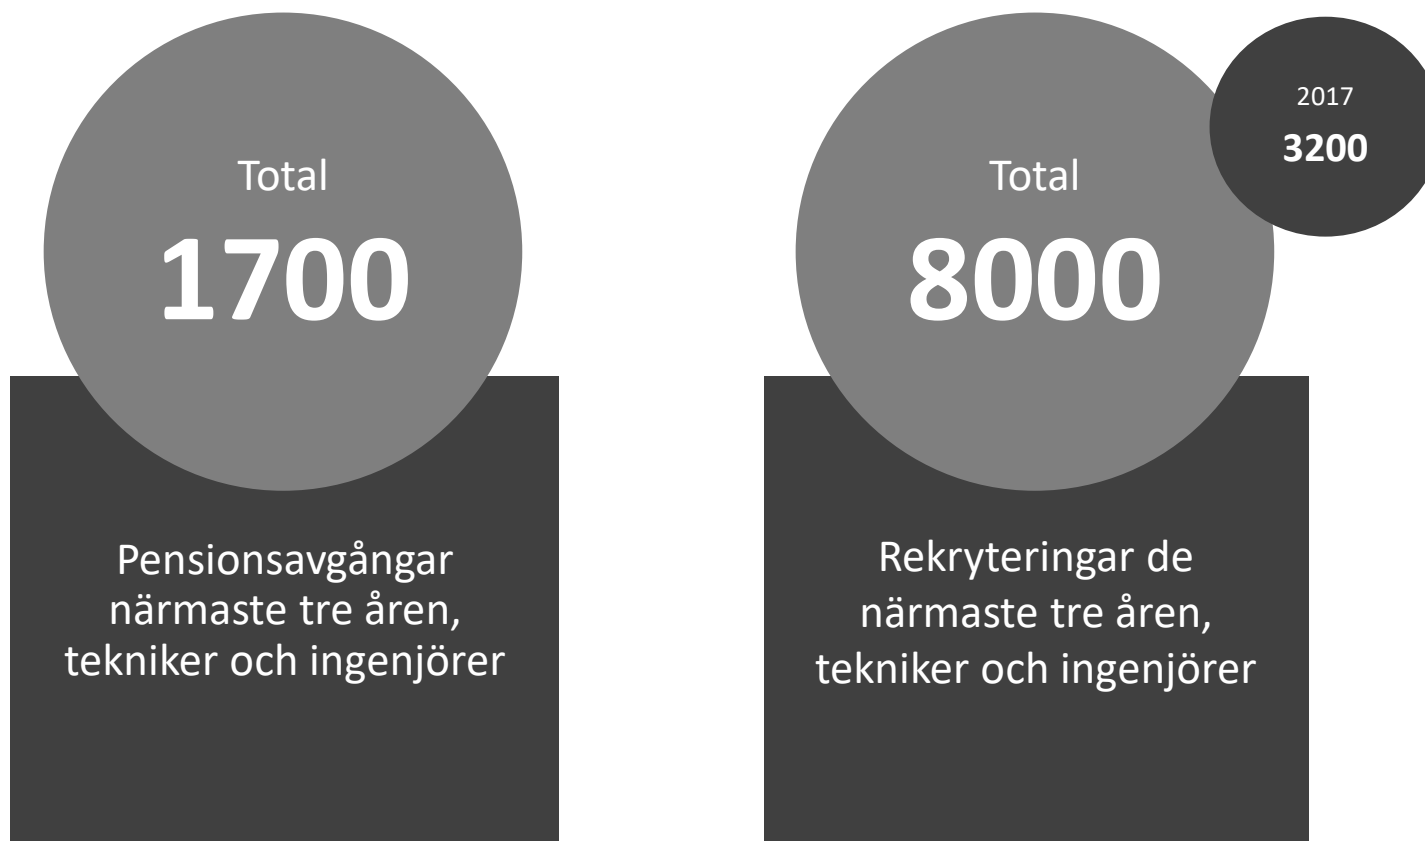 Total
1700
Pensionsavgångar
närmaste tre åren,
tekniker och ingenjörer
Total
8000
2017
3200
Rekryteringar de
närmaste tre åren,
tekniker och ingenjörer